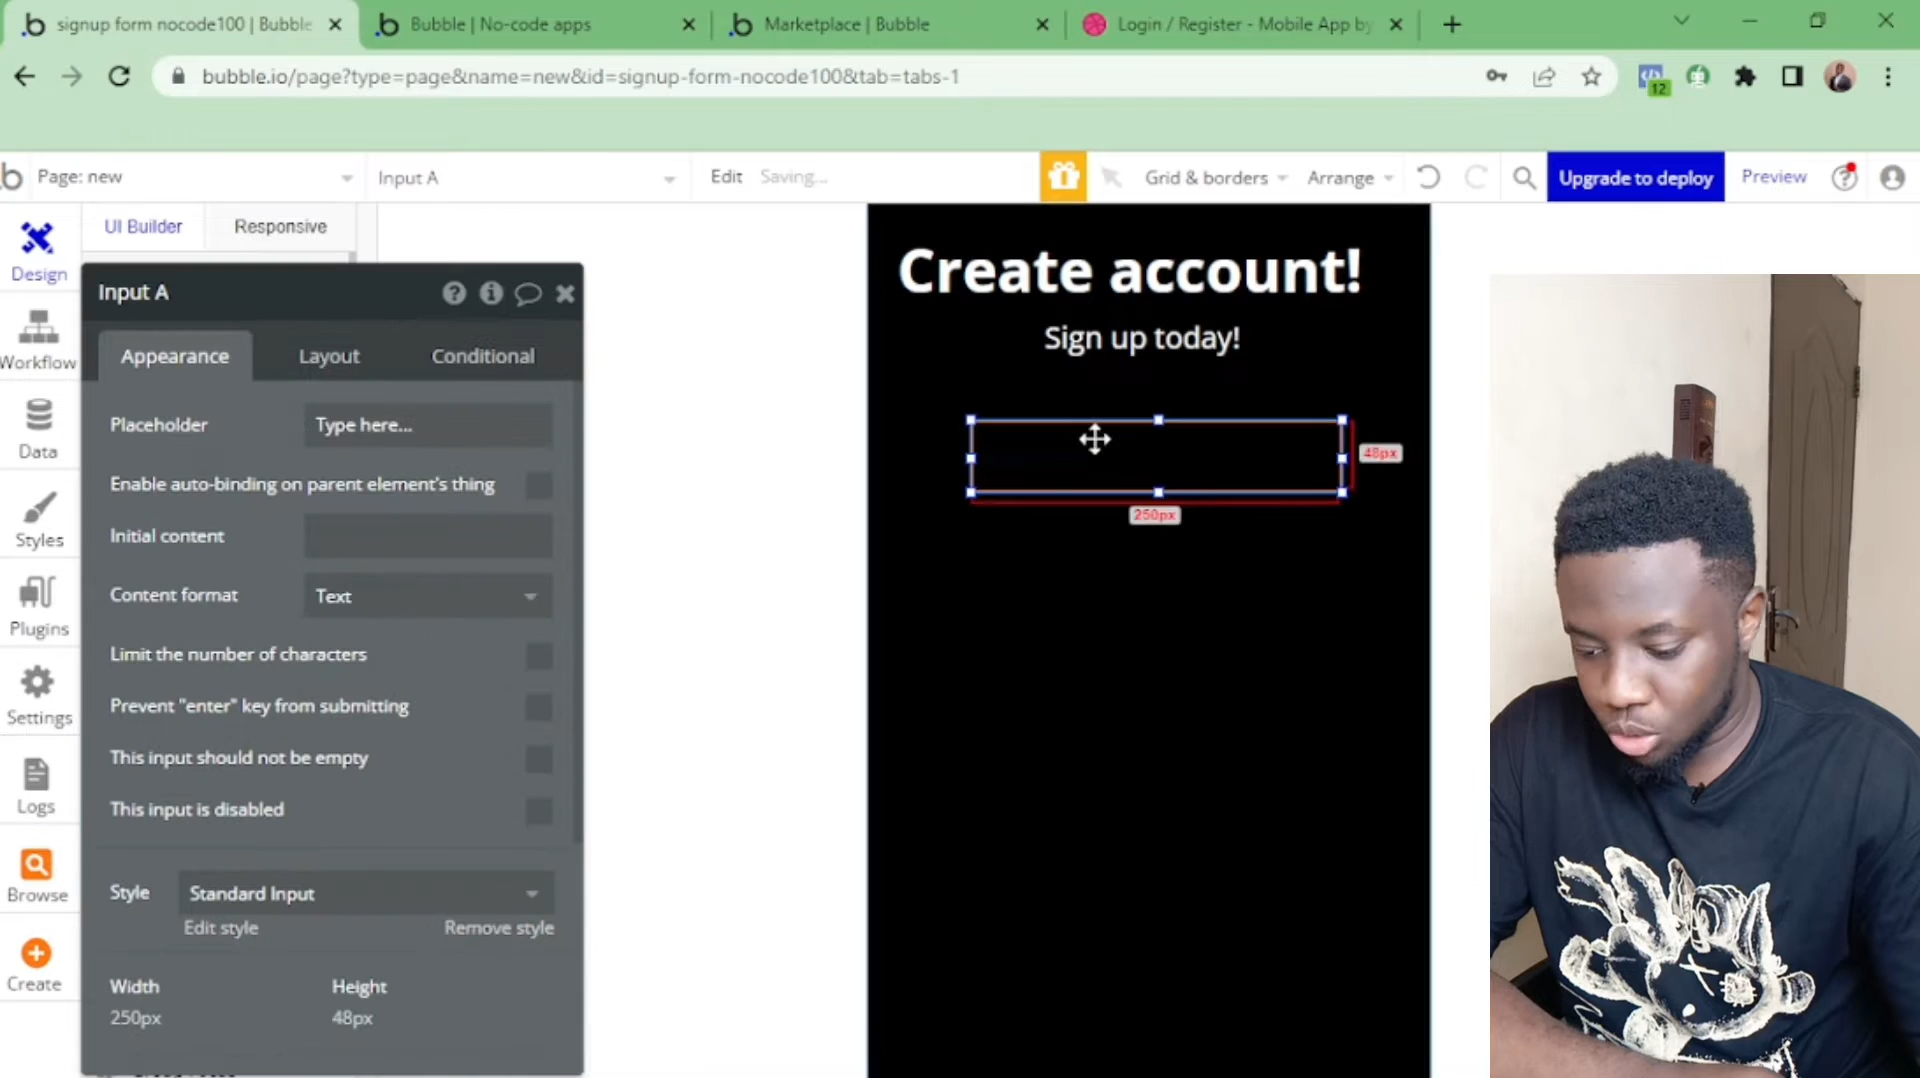 signup form nocode100 | Bubble
Bubble | No-code apps
Marketplace | Bubble
Login / Register - Mobile App by
bubble.io/page?type=page&name=new&id=signup-form-nocode100&tab=tabs-1
12
Page: new
Input A
Edit
Saving...
Grid & borders
Arrange
Upgrade to deploy
Preview
Design
Workflow
Data
Styles
Plugins
Settings
Logs
Browse
Create
UI Builder
Responsive
Input A
Appearance
Layout
Conditional
Placeholder
Type here...
Enable auto-binding on parent element's thing
Initial content
Content format
Text
Limit the number of characters
Prevent "enter" key from submitting
This input should not be empty
This input is disabled
Style
Standard Input
Edit style
Remove style
Width
Height
250px
48px
Create account!
Sign up today!
48px
250px